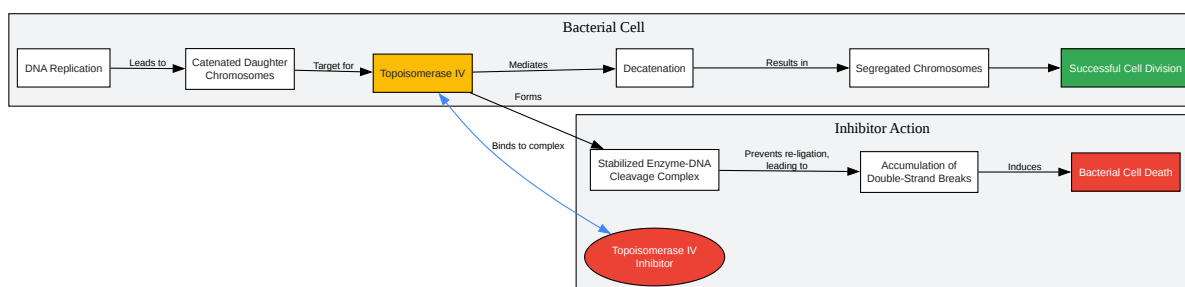 Bacterial Cell
DNA Replication
Leads to
Catenated Daughter
Chromosomes
Target for
Topoisomerase IV
Mediates
Decatenation
Results in
Segregated Chromosomes
Successful Cell Division
Forms
Binds to complex
Inhibitor Action
Stabilized Enzyme-DNA
Cleavage Complex
Prevents re-ligation,
leading to
Accumulation of
Double-Strand Breaks
Induces
Bacterial Cell Death
Topoisomerase IV
Inhibitor